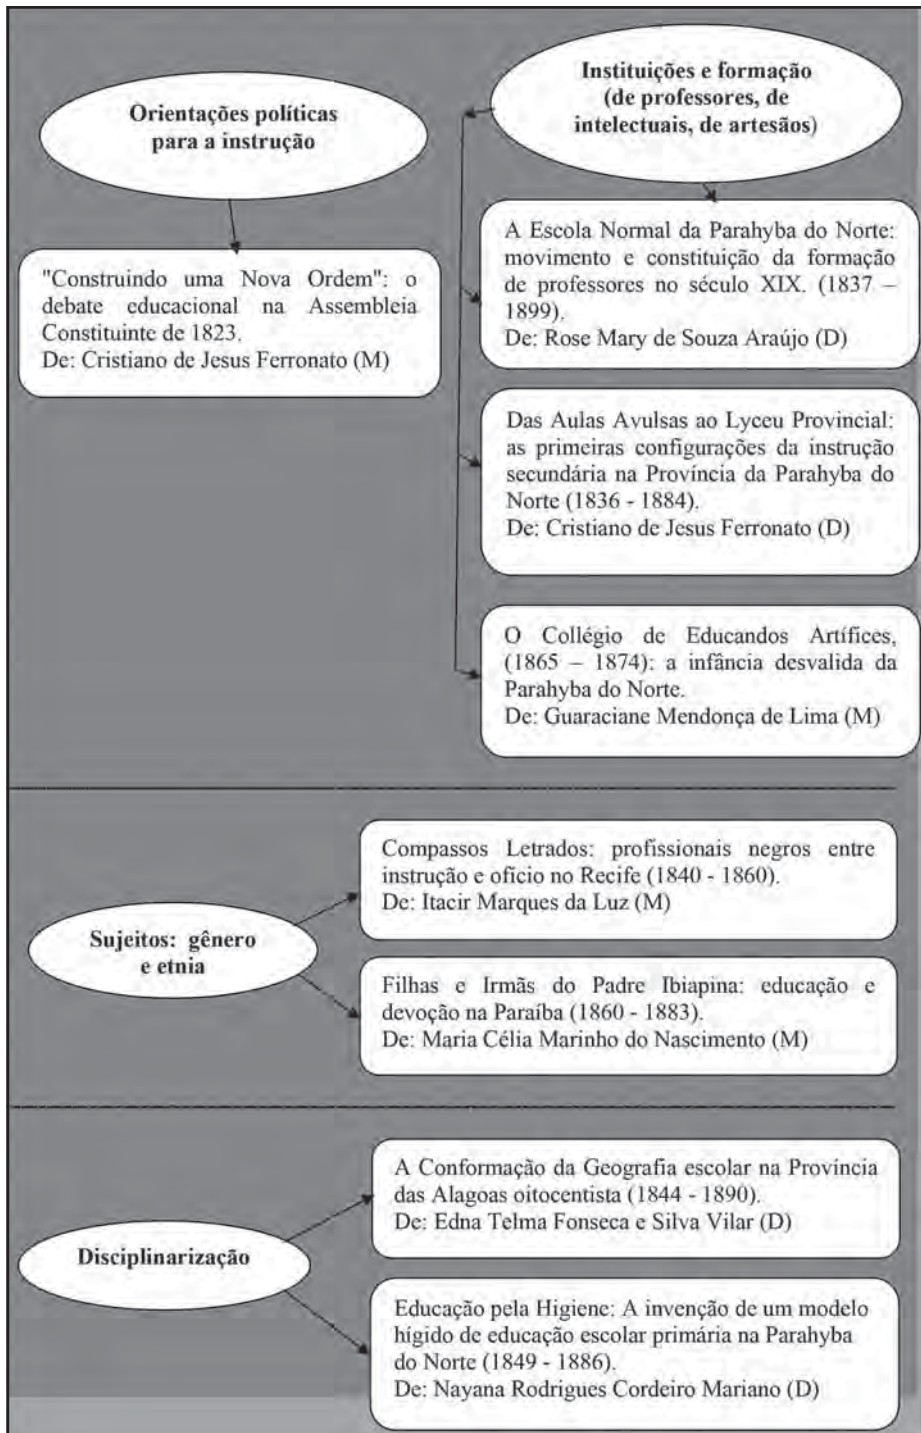 Orientações políticas
para a instrução
"Construindo uma Nova Ordem": o
debate educacional na Assembleia
Constituinte de 1823.
De: Cristiano de Jesus Ferronato (M)
Instituições e formação
(de professores, de
intelectuais, de artesãos)
A Escola Normal da Parahyba do Norte:
movimento e constituição da formação
de professores no século XIX. (1837 –
1899).
De: Rose Mary de Souza Araújo (D)
Das Aulas Avulsas ao Lyceu Provincial:
as primeiras configurações da instrução
secundária na Província da Parahyba do
Norte (1836 - 1884).
De: Cristiano de Jesus Ferronato (D)
O Collégio de Educandos Artífices,
(1865 – 1874): a infância desvalida da
Parahyba do Norte.
De: Guaraciane Mendonça de Lima (M)
Sujeitos: gênero
e etnia
Compassos Letrados: profissionais negros entre
instrução e ofício no Recife (1840 - 1860).
De: Itacir Marques da Luz (M)
Filhas e Irmãs do Padre Ibiapina: educação e
devoção na Paraíba (1860 - 1883).
De: Maria Célia Marinho do Nascimento (M)
Disciplinarização
A Conformação da Geografia escolar na Província
das Alagoas oitocentista (1844 - 1890).
De: Edna Telma Fonseca e Silva Vilar (D)
Educação pela Higiene: A invenção de um modelo
hígido de educação escolar primária na Parahyba
do Norte (1849 - 1886).
De: Nayana Rodrigues Cordeiro Mariano (D)